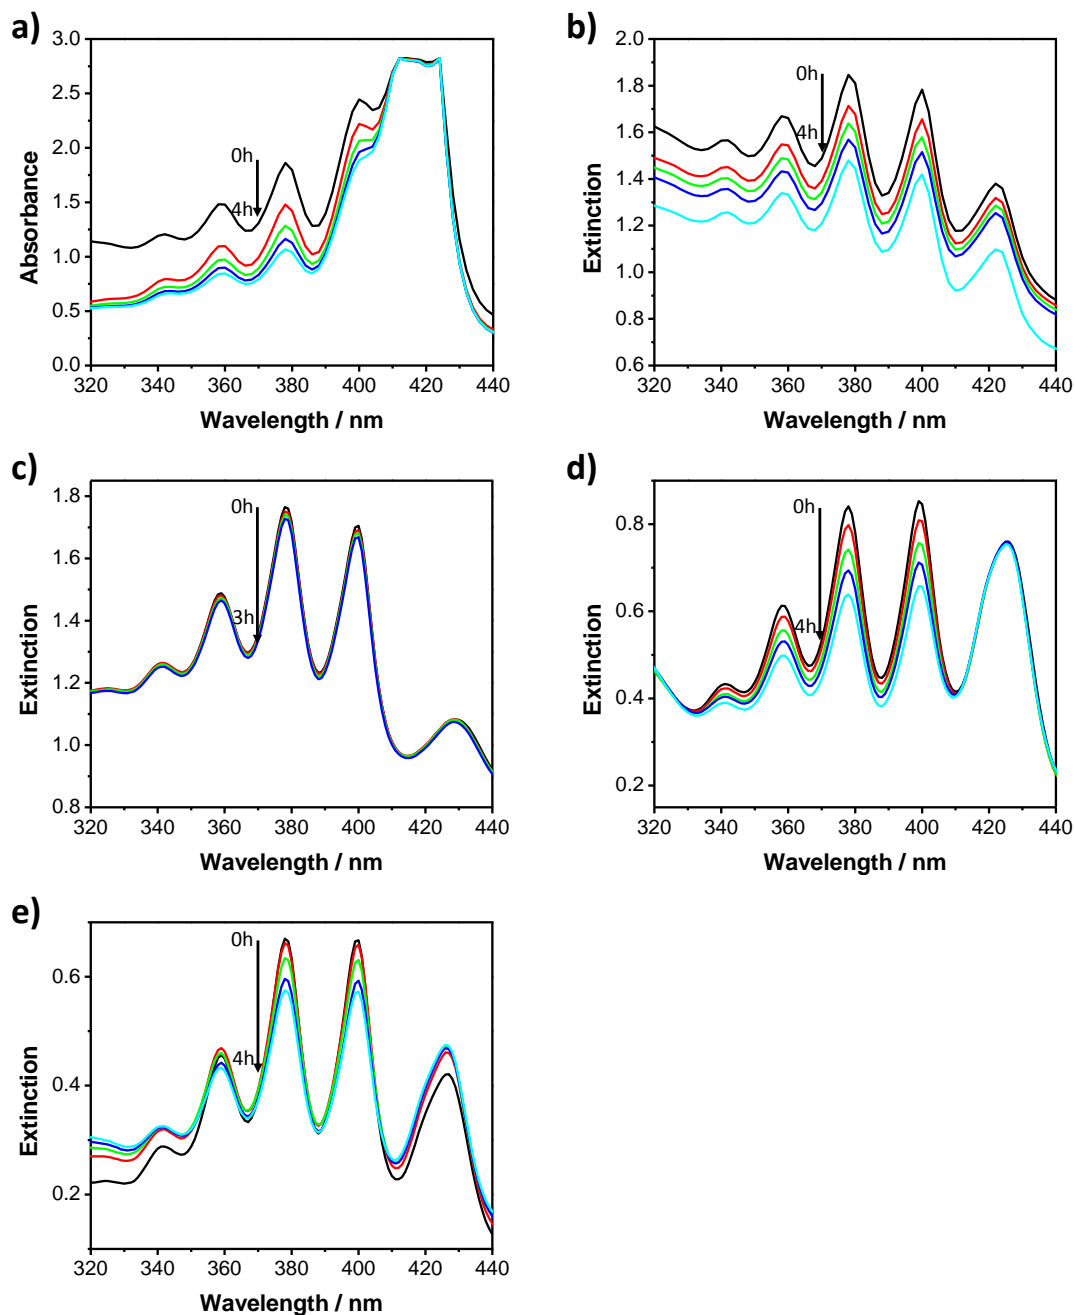 a)
3.0
2.5
2.0
1.5
1.0
0.5
0.0
Absorbance
0h
4h
320 340 360 380 400 420 440
Wavelength / nm
b)
2.0
1.8
1.6
1.4
1.2
1.0
0.8
0.6
Extinction
0h
4h
320 340 360 380 400 420 440
Wavelength / nm
c)
1.8
1.6
1.4
1.2
1.0
0.8
Extinction
0h
3h
320 340 360 380 400 420 440
Wavelength / nm
d)
0.8
0.6
0.4
0.2
Extinction
0h
4h
320 340 360 380 400 420 440
Wavelength / nm
e)
0.6
0.4
0.2
Extinction
0h
4h
320 340 360 380 400 420 440
Wavelength / nm